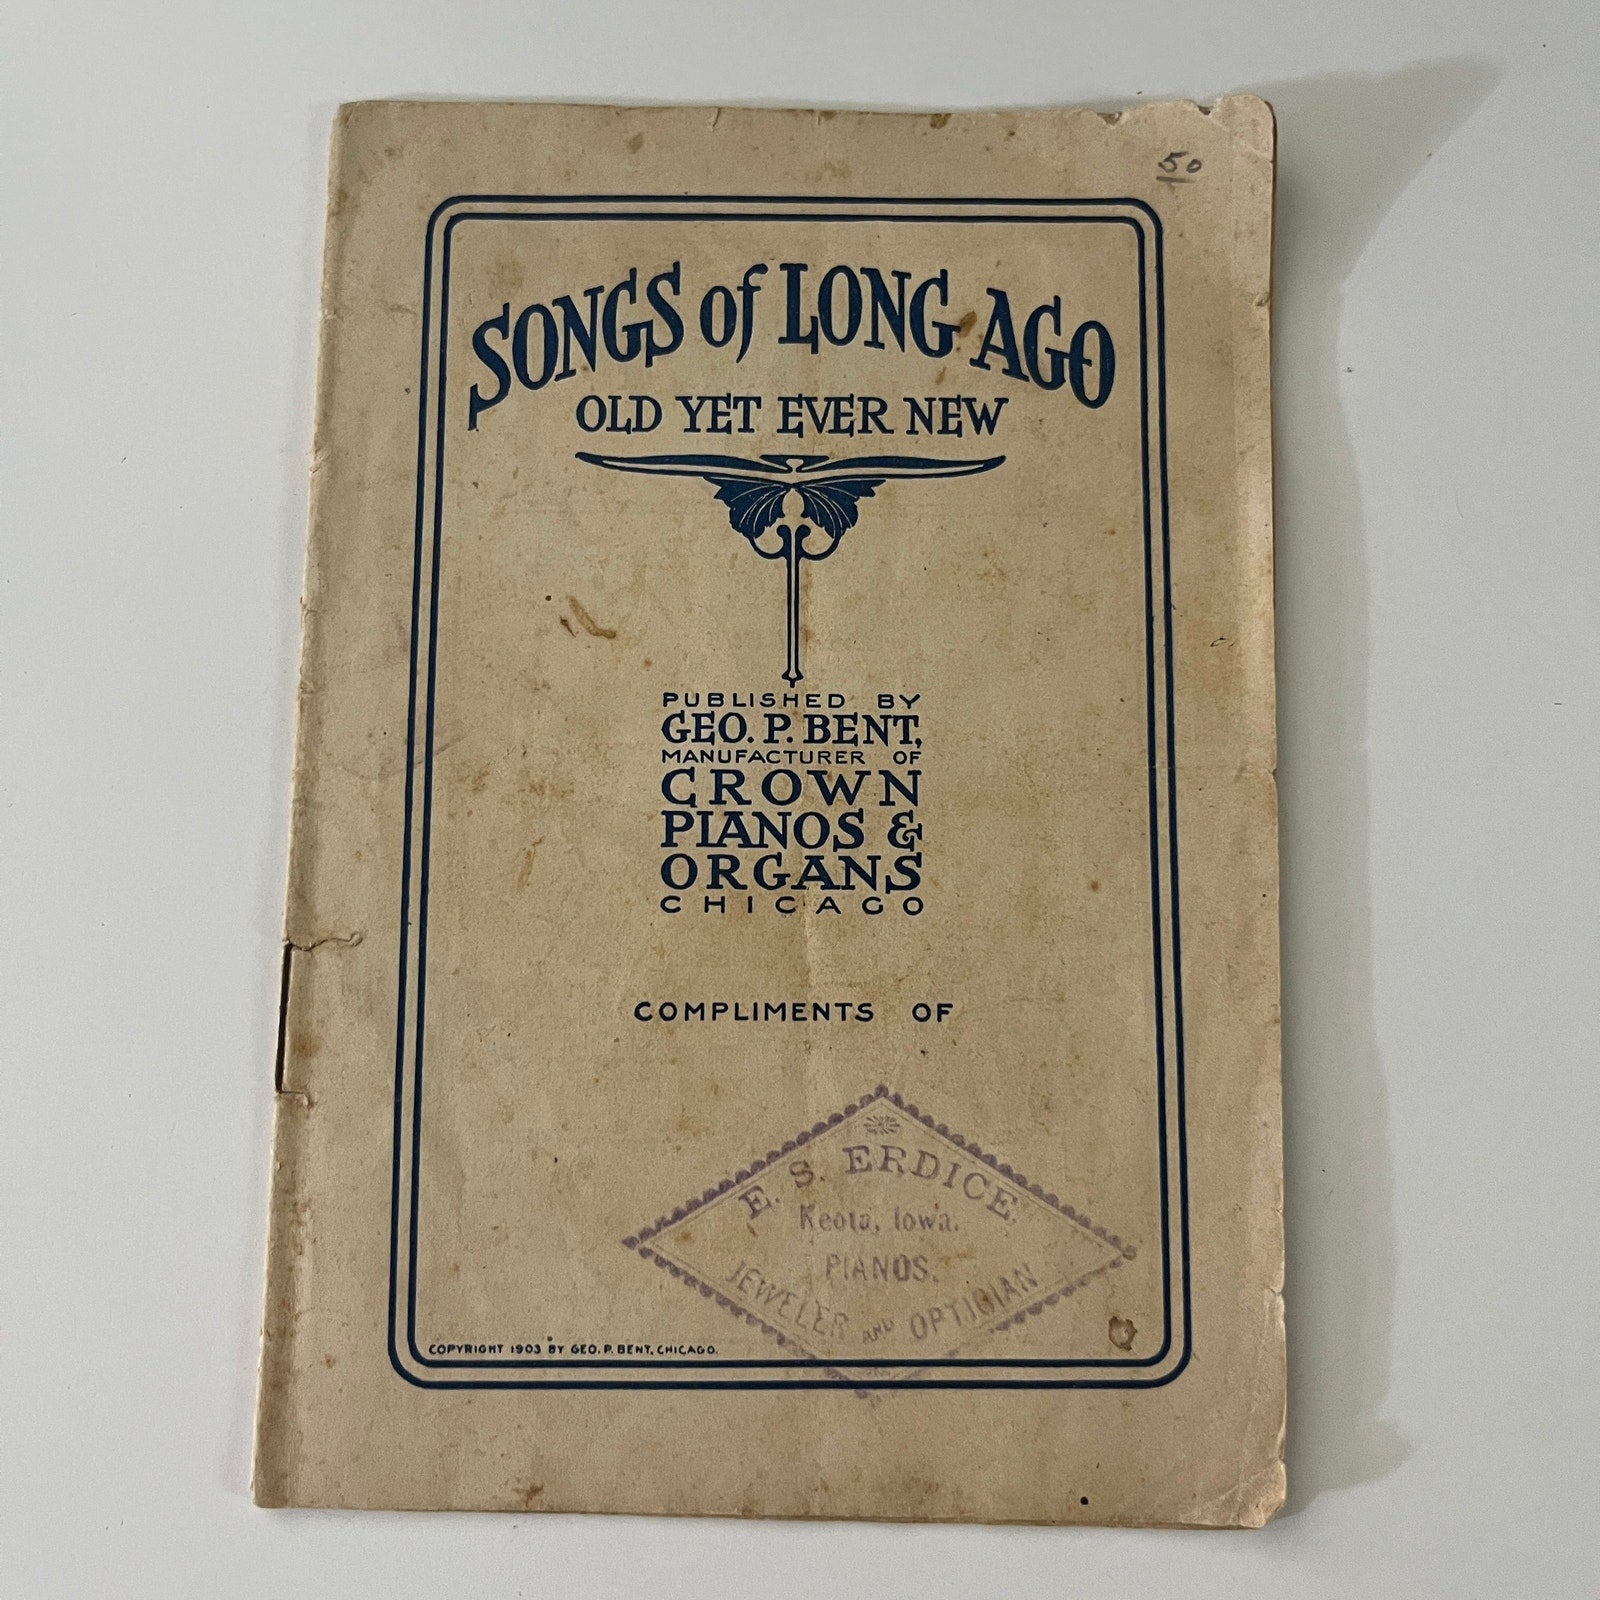 50
SONGS of LONG AGO
OLD YET EVER NEW
PUBLISHED BY
GEO. P. BENT,
MANUFACTURER OF
CROWN
PIANOS &
ORGANS
CHICAGO
COMPLIMENTS OF
E. S. ERDICE,
Keota, Iowa.
PIANOS.
JEWELER AND OPTICIAN
COPYRIGHT 1903 BY GEO. P. BENT, CHICAGO.